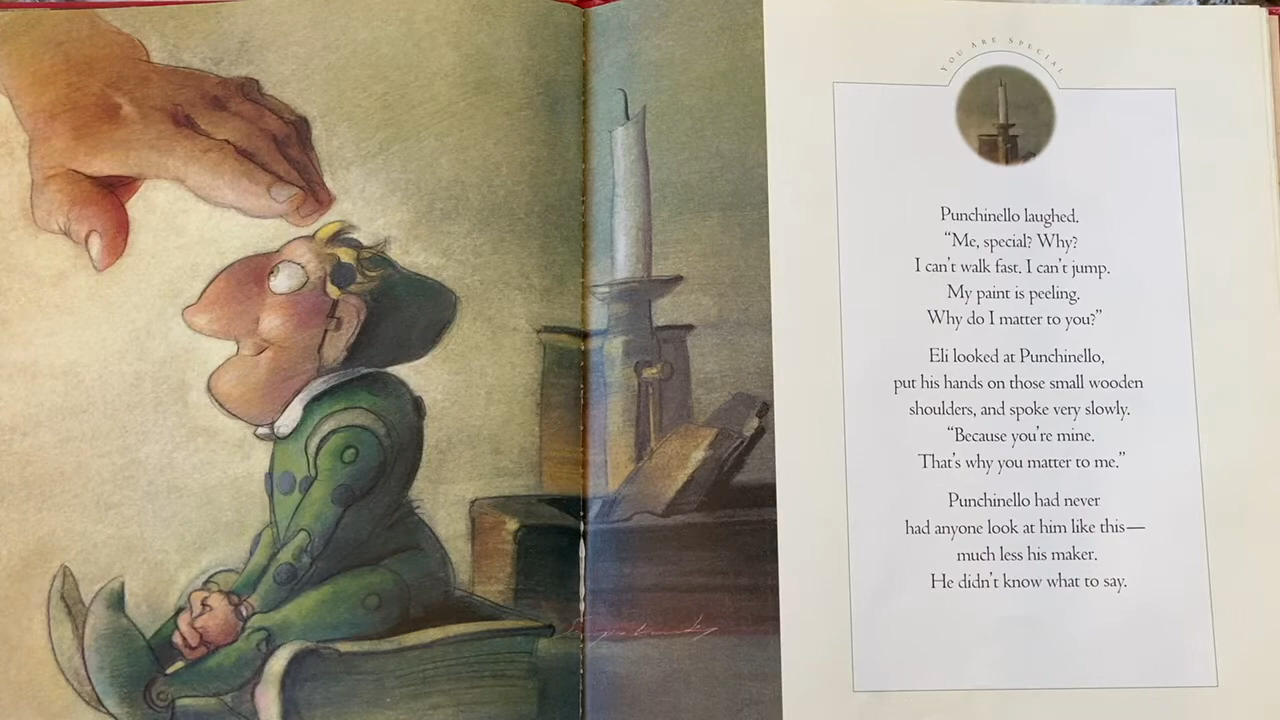 YOU ARE SPECIAL
Punchinello laughed.
“Me, special? Why?
I can’t walk fast. I can’t jump.
My paint is peeling.
Why do I matter to you?”
Eli looked at Punchinello,
put his hands on those small wooden
shoulders, and spoke very slowly.
“Because you’re mine.
That’s why you matter to me.”
Punchinello had never
had anyone look at him like this—
much less his maker.
He didn’t know what to say.